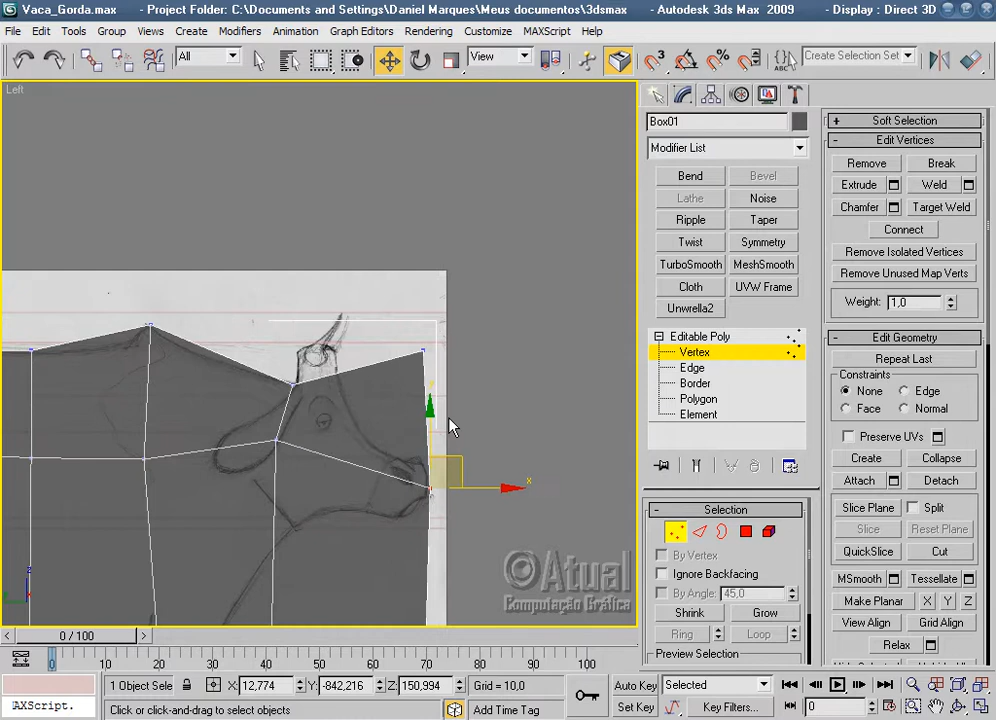 Vaca_Gorda.max - Project Folder: C:\Documents and Settings\Daniel Marques\Meus documentos\3dsmax - Autodesk 3ds Max 2009 - Display : Direct 3D
File Edit Tools Group Views Create Modifiers Animation Graph Editors Rendering Customize MAXScript Help
All View Create Selection Set
Left
Box01
Modifier List
Bend Bevel
Lathe Noise
Ripple Taper
Twist Symmetry
TurboSmooth MeshSmooth
Cloth UVW Frame
Unwrella2
Editable Poly
Vertex
Edge
Border
Polygon
Element
Selection
By Vertex
Ignore Backfacing
By Angle: 45,0
Shrink Grow
Ring Loop
Preview Selection
Soft Selection
Edit Vertices
Remove Break
Extrude Weld
Chamfer Target Weld
Connect
Remove Isolated Vertices
Remove Unused Map Verts
Weight: 1,0
Edit Geometry
Repeat Last
Constraints
None Edge
Face Normal
Preserve UVs
Create Collapse
Attach Detach
Slice Plane Split
Slice Reset Plane
QuickSlice Cut
MSmooth Tessellate
Make Planar X Y Z
View Align Grid Align
Relax
x
z
©Atual
Computação Gráfica
0 / 100
0 10 20 30 40 50 60 70 80 90 100
1 Object Sele X: 12,774 Y: -842,216 Z: 150,994 Grid = 10,0 Auto Key Selected
AXScript. Click or click-and-drag to select objects Add Time Tag Set Key Key Filters... 0